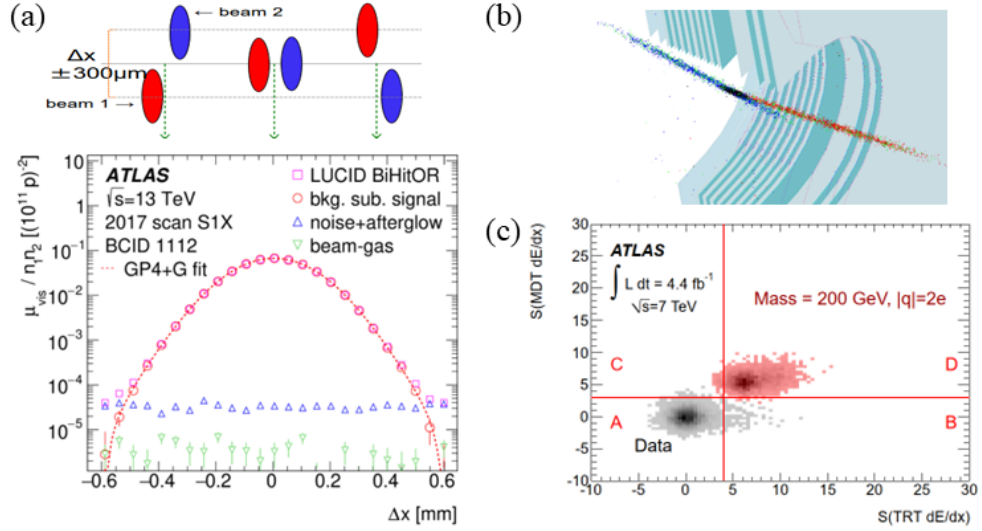 (a)
beam 2
Δx
± 300μm
beam 1
ATLAS
√s=13 TeV
2017 scan S1X
BCID 1112
GP4+G fit
LUCID BiHitOR
bkg. sub. signal
noise+afterglow
beam-gas
μvis / n1n2 [(10^11 p)^-2]
10
1
10^-1
10^-2
10^-3
10^-4
10^-5
−0.6 −0.4 −0.2 0 0.2 0.4 0.6
Δx [mm]
(b)
(c)
S(MDT dE/dx)
30
25
20
15
10
5
0
-5
-10
ATLAS
∫ L dt = 4.4 fb^-1
√s=7 TeV
Mass = 200 GeV, |q|=2e
C
D
A
B
Data
-10 -5 0 5 10 15 20 25 30
S(TRT dE/dx)